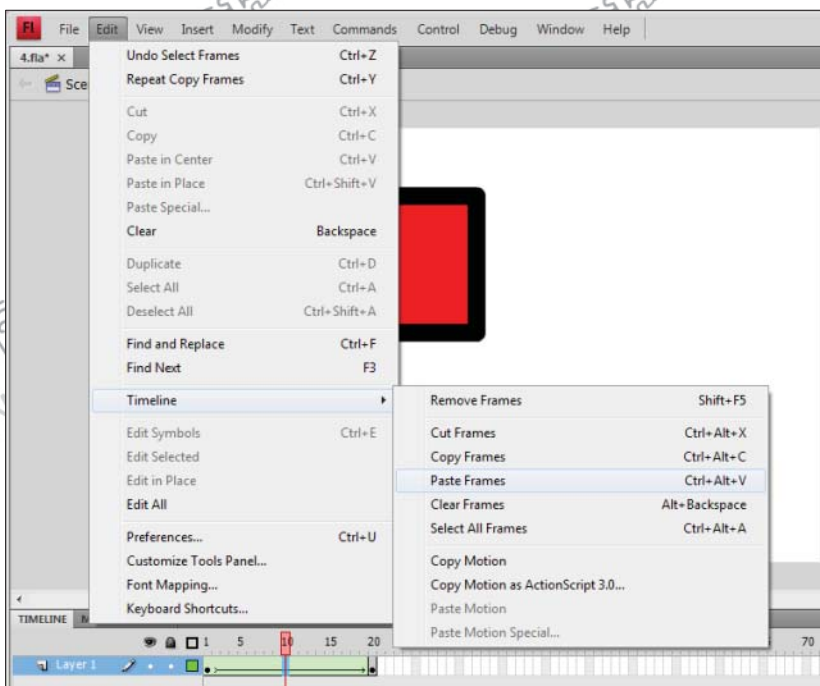 Fl File Edit View Insert Modify Text Commands Control Debug Window Help
4.fla* ×
Sce
Undo Select Frames Ctrl+Z
Repeat Copy Frames Ctrl+Y
Cut Ctrl+X
Copy Ctrl+C
Paste in Center Ctrl+V
Paste in Place Ctrl+Shift+V
Paste Special...
Clear Backspace
Duplicate Ctrl+D
Select All Ctrl+A
Deselect All Ctrl+Shift+A
Find and Replace Ctrl+F
Find Next F3
Timeline
Edit Symbols Ctrl+E
Edit Selected
Edit in Place
Edit All
Preferences... Ctrl+U
Customize Tools Panel...
Font Mapping...
Keyboard Shortcuts...
Remove Frames Shift+F5
Cut Frames Ctrl+Alt+X
Copy Frames Ctrl+Alt+C
Paste Frames Ctrl+Alt+V
Clear Frames Alt+Backspace
Select All Frames Ctrl+Alt+A
Copy Motion
Copy Motion as ActionScript 3.0...
Paste Motion
Paste Motion Special...
TIMELINE
1 5 10 15 20 70
Layer 1